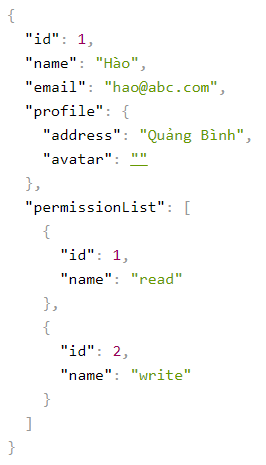 {
  "id": 1,
  "name": "Hào",
  "email": "hao@abc.com",
  "profile": {
    "address": "Quảng Bình",
    "avatar": ""
  },
  "permissionList": [
    {
      "id": 1,
      "name": "read"
    },
    {
      "id": 2,
      "name": "write"
    }
  ]
}